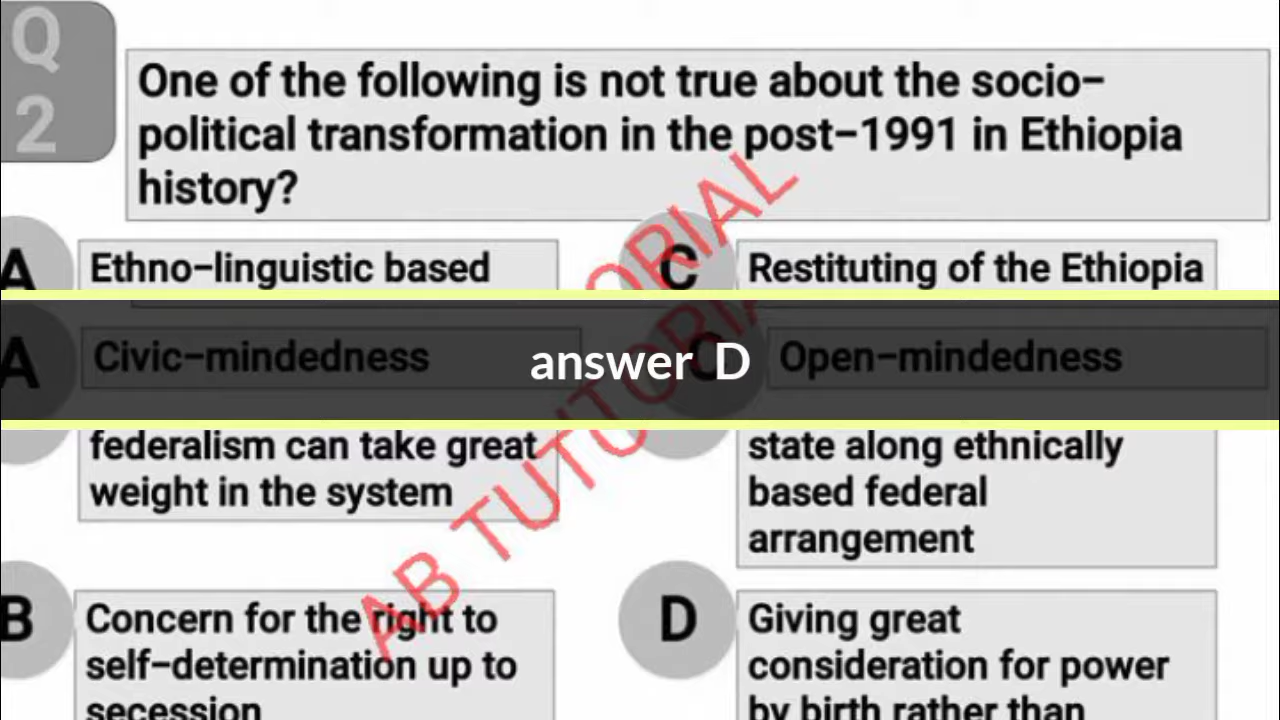 Q
2
One of the following is not true about the socio-
political transformation in the post-1991 in Ethiopia
history?
A
Ethno-linguistic based
C
Restituting of the Ethiopia
A
Civic-mindedness
answer D
C
Open-mindedness
federalism can take great
weight in the system
state along ethnically
based federal
arrangement
B
Concern for the right to
self-determination up to
secession
D
Giving great
consideration for power
by birth rather than
AB TUTORIAL
ORIAL